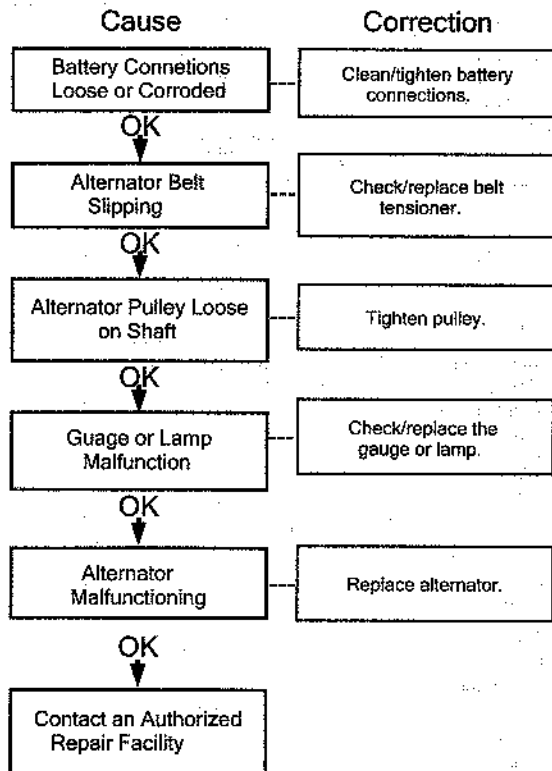 Cause
Correction
Battery Connetions
Loose or Corroded
Clean/tighten battery
connections.
OK
Alternator Belt
Slipping
Check/replace belt
tensioner.
OK
Alternator Pulley Loose
on Shaft
Tighten pulley.
OK
Guage or Lamp
Malfunction
Check/replace the
gauge or lamp.
OK
Alternator
Malfunctioning
Replace alternator.
OK
Contact an Authorized
Repair Facility